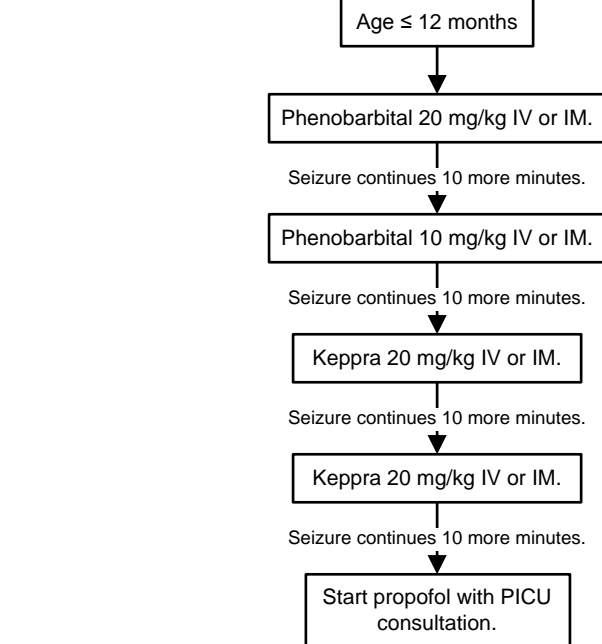 Age ≤ 12 months
Phenobarbital 20 mg/kg IV or IM.
Seizure continues 10 more minutes.
Phenobarbital 10 mg/kg IV or IM.
Seizure continues 10 more minutes.
Keppra 20 mg/kg IV or IM.
Seizure continues 10 more minutes.
Keppra 20 mg/kg IV or IM.
Seizure continues 10 more minutes.
Start propofol with PICU
consultation.